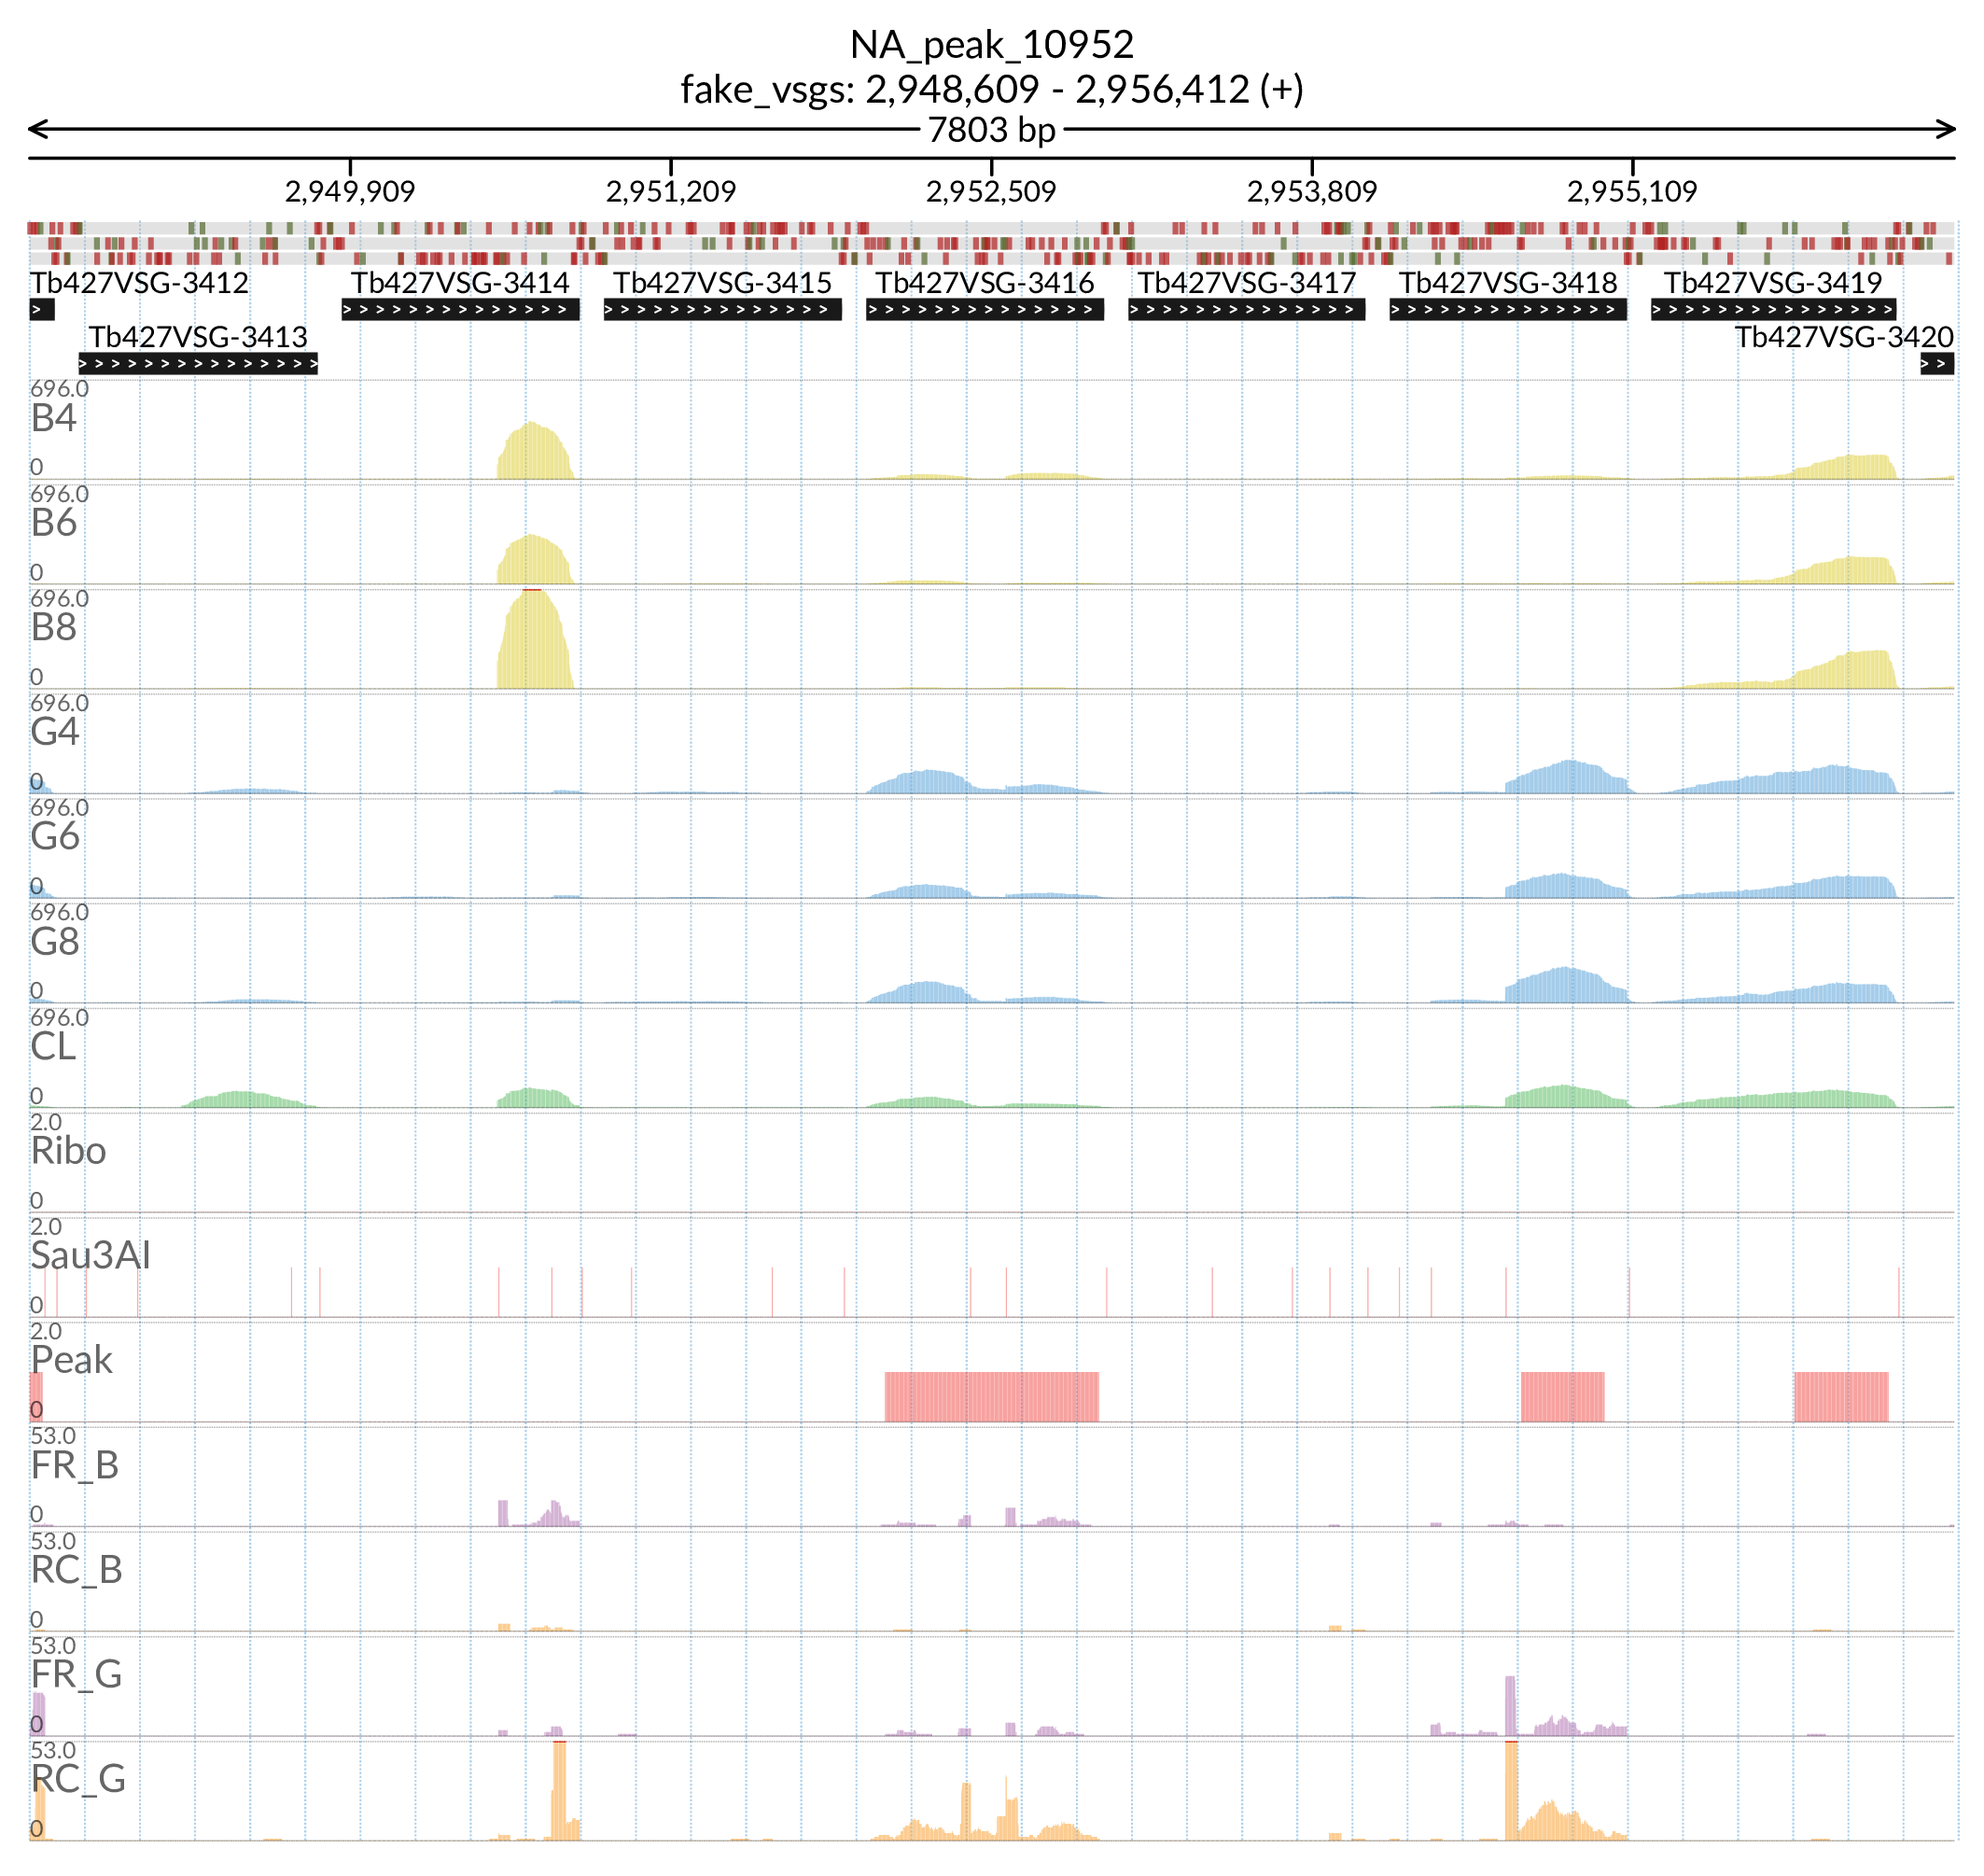 NA_peak_10952
fake_vsgs: 2,948,609 - 2,956,412 (+)
7803 bp
2,949,909 2,951,209 2,952,509 2,953,809 2,955,109
Tb427VSG-3412 Tb427VSG-3414 Tb427VSG-3415 Tb427VSG-3416 Tb427VSG-3417 Tb427VSG-3418 Tb427VSG-3419
Tb427VSG-3413 Tb427VSG-3420
696.0
B4
0
696.0
B6
0
696.0
B8
0
696.0
G4
0
696.0
G6
0
696.0
G8
0
696.0
CL
0
2.0
Ribo
0
2.0
Sau3AI
0
2.0
Peak
0
53.0
FR_B
0
53.0
RC_B
0
53.0
FR_G
0
53.0
RC_G
0